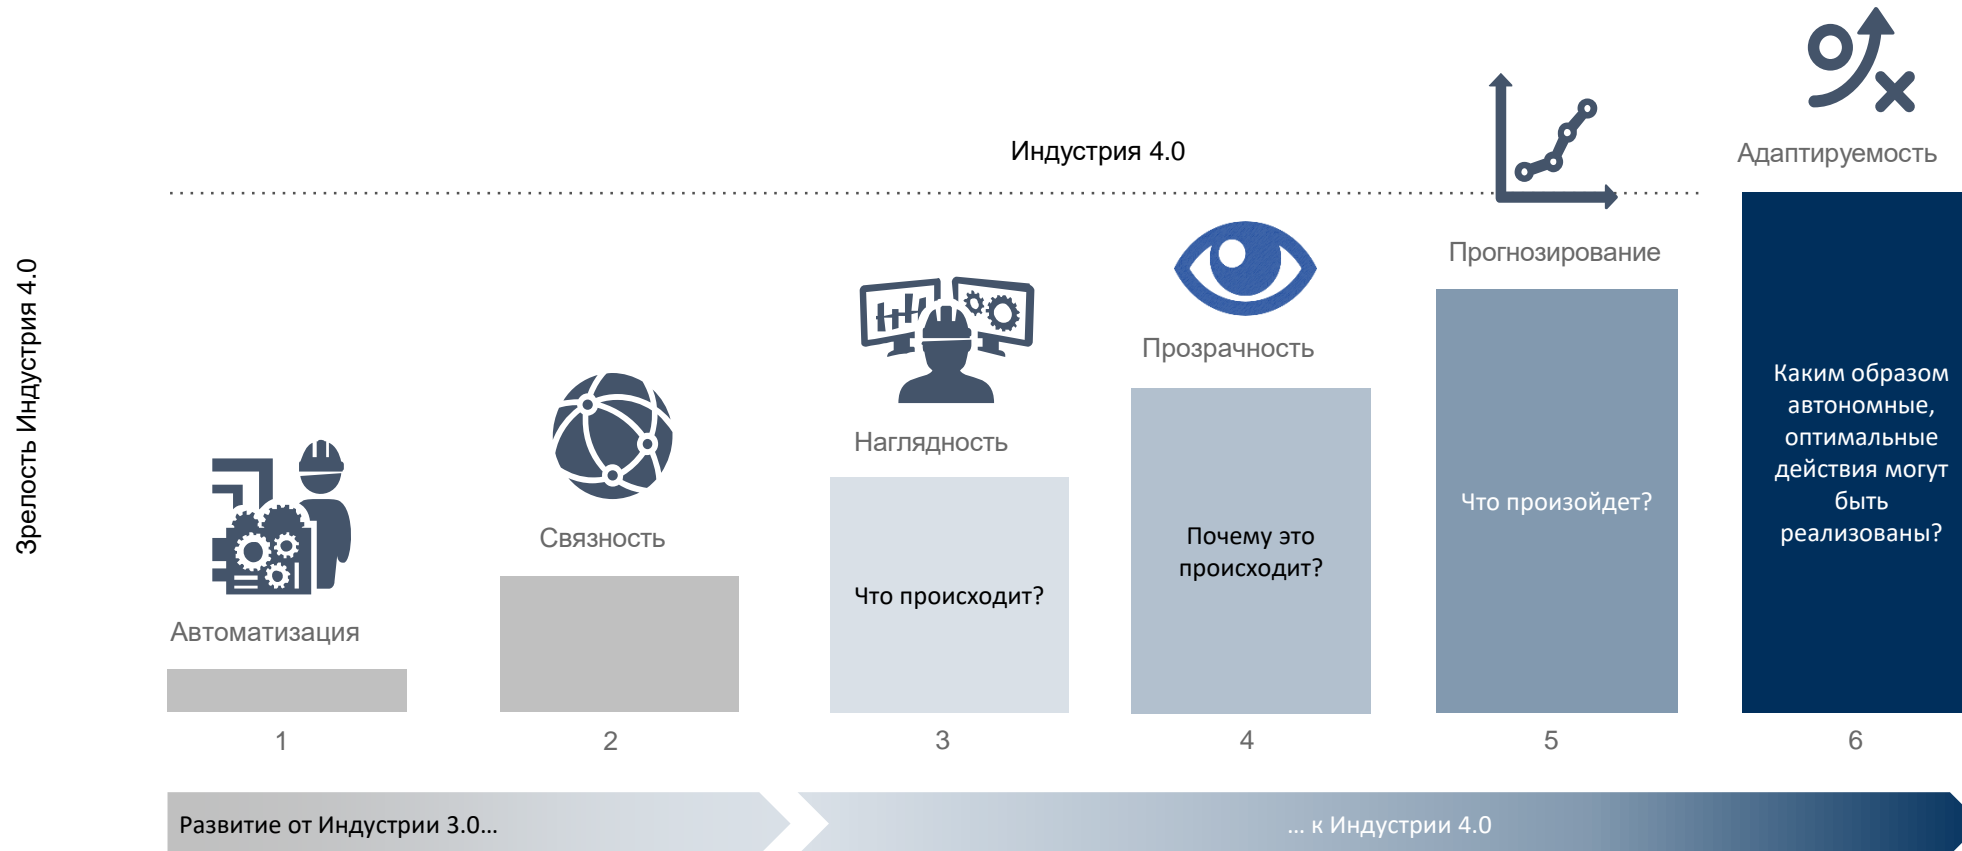 Зрелость Индустрия 4.0
Индустрия 4.0
Автоматизация
1
Связность
2
Наглядность
Что происходит?
3
Прозрачность
Почему это
происходит?
4
Прогнозирование
Что произойдет?
5
Адаптируемость
Каким образом
автономные,
оптимальные
действия могут
быть
реализованы?
6
Развитие от Индустрии 3.0...
... к Индустрии 4.0